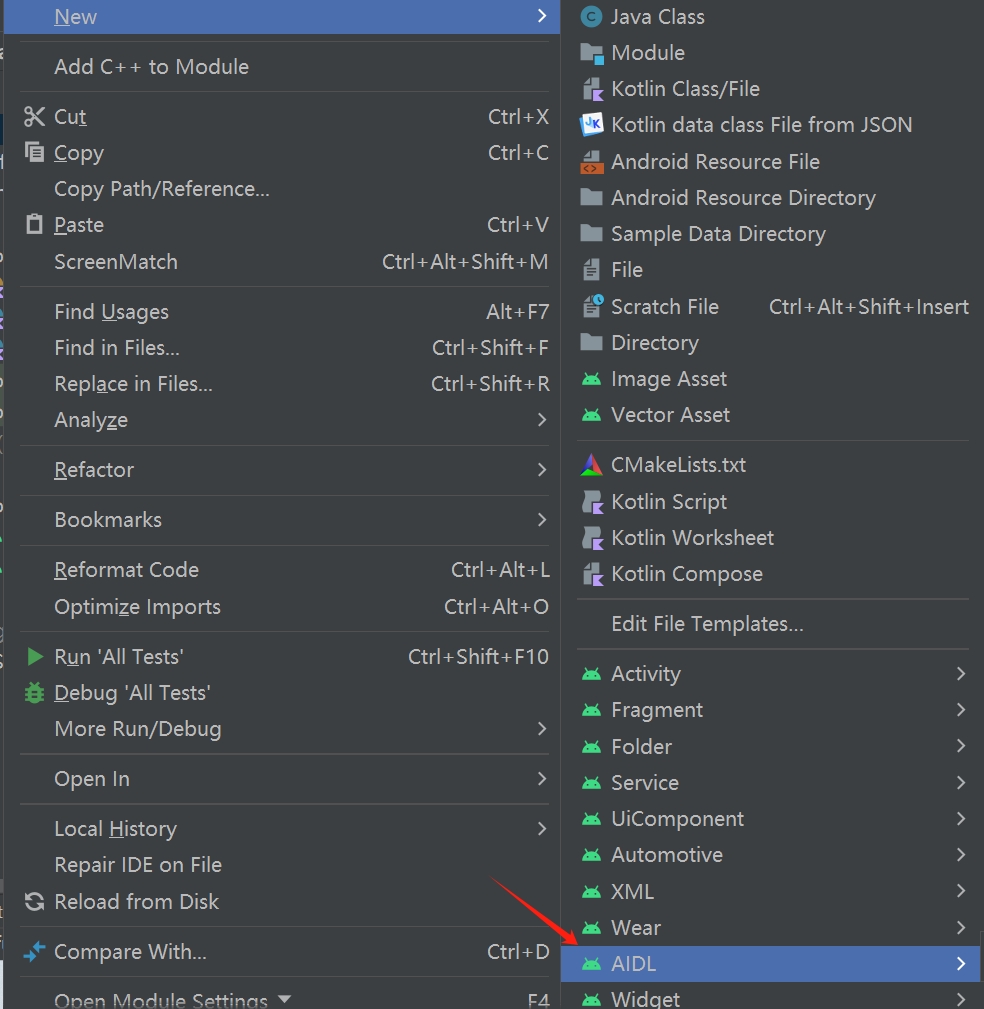 New
Add C++ to Module
Cut Ctrl+X
Copy Ctrl+C
Copy Path/Reference...
Paste Ctrl+V
ScreenMatch Ctrl+Alt+Shift+M
Find Usages Alt+F7
Find in Files... Ctrl+Shift+F
Replace in Files... Ctrl+Shift+R
Analyze
Refactor
Bookmarks
Reformat Code Ctrl+Alt+L
Optimize Imports Ctrl+Alt+O
Run 'All Tests' Ctrl+Shift+F10
Debug 'All Tests'
More Run/Debug
Open In
Local History
Repair IDE on File
Reload from Disk
Compare With... Ctrl+D
Open Module Settings F4
Java Class
Module
Kotlin Class/File
Kotlin data class File from JSON
Android Resource File
Android Resource Directory
Sample Data Directory
File
Scratch File Ctrl+Alt+Shift+Insert
Directory
Image Asset
Vector Asset
CMakeLists.txt
Kotlin Script
Kotlin Worksheet
Kotlin Compose
Edit File Templates...
Activity
Fragment
Folder
Service
UiComponent
Automotive
XML
Wear
AIDL
Widget